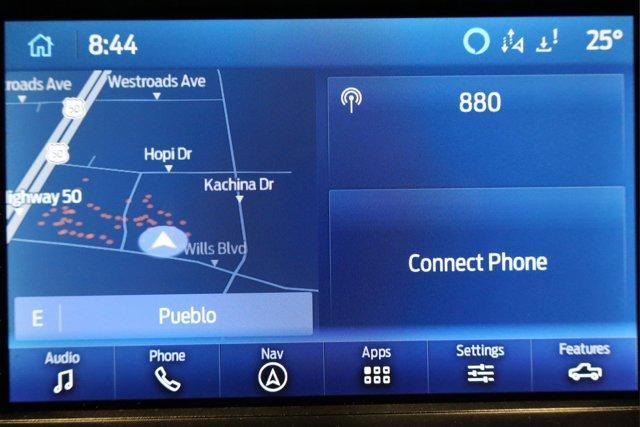 8:44
25°
roads Ave
Westroads Ave
50
50
Hopi Dr
Kachina Dr
ighway 50
Wills Blvd
E
Pueblo
880
Connect Phone
Audio
Phone
Nav
Apps
Settings
Features